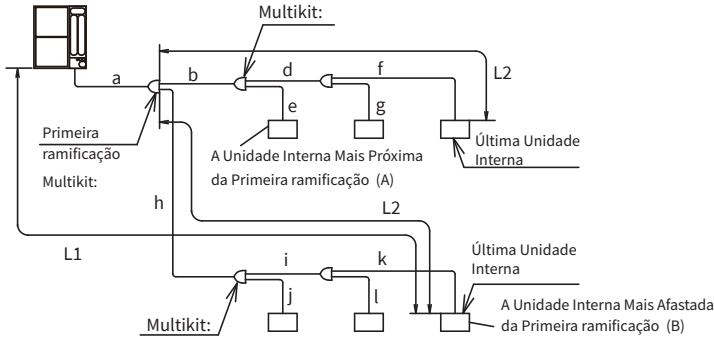 Multikit:
a
b
d
f
L2
e
g
Primeira
ramificação
Multikit:
A Unidade Interna Mais Próxima
da Primeira ramificação (A)
Última Unidade
Interna
h
L2
L1
i
k
j
l
Multikit:
Última Unidade
Interna
A Unidade Interna Mais Afastada
da Primeira ramificação (B)